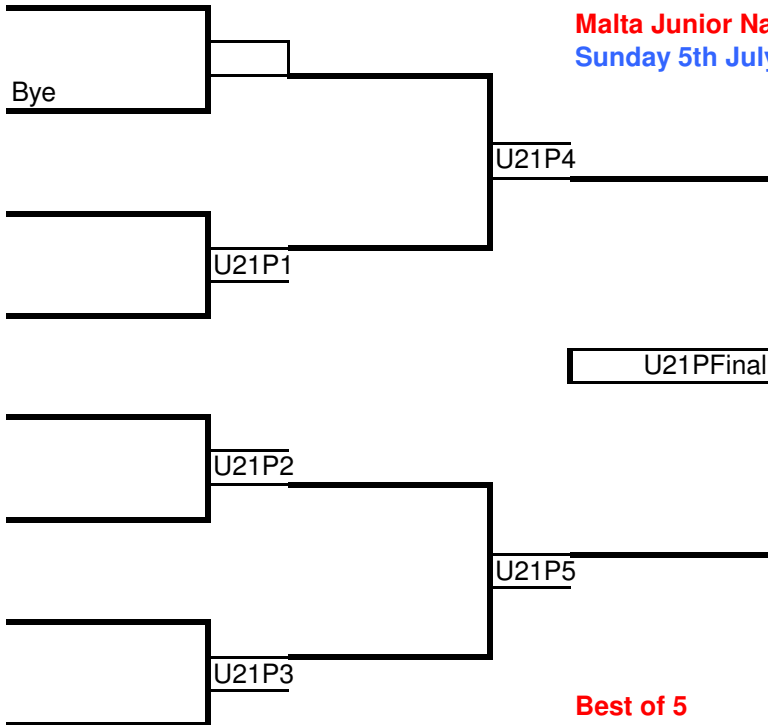 Malta Junior Na
Sunday 5th July
Bye
U21P4
U21P1
U21PFinal
U21P2
U21P5
U21P3
Best of 5